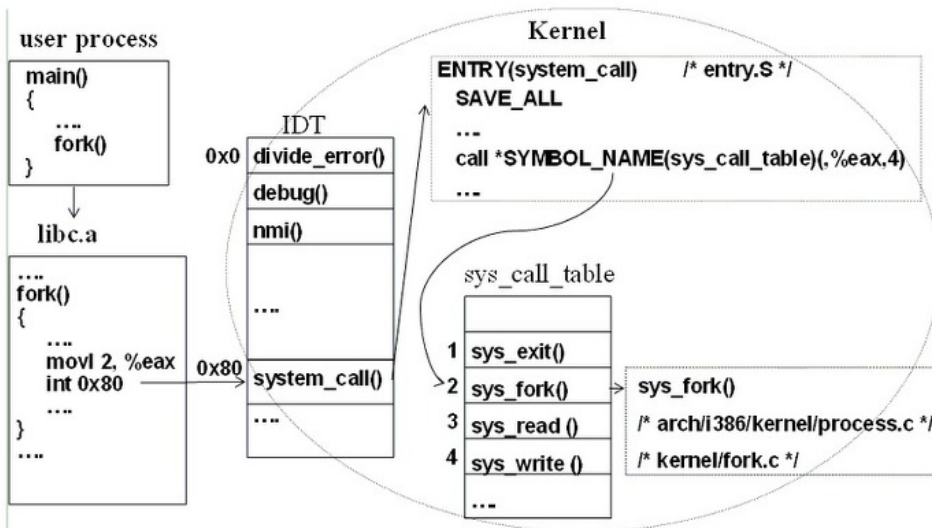 user process
main()
{
....
fork()
}
libc.a
....
fork()
{
....
movl 2, %eax
int 0x80
....
}
....
IDT
0x0 divide_error()
debug()
nmi()
....
0x80 system_call()
....
Kernel
ENTRY(system_call) /* entry.S */
SAVE_ALL
....
call *SYMBOL_NAME(sys_call_table)(,%eax,4)
....
sys_call_table
1 sys_exit()
2 sys_fork()
3 sys_read ()
4 sys_write ()
....
sys_fork()
/* arch/i386/kernel/process.c */
/* kernel/fork.c */